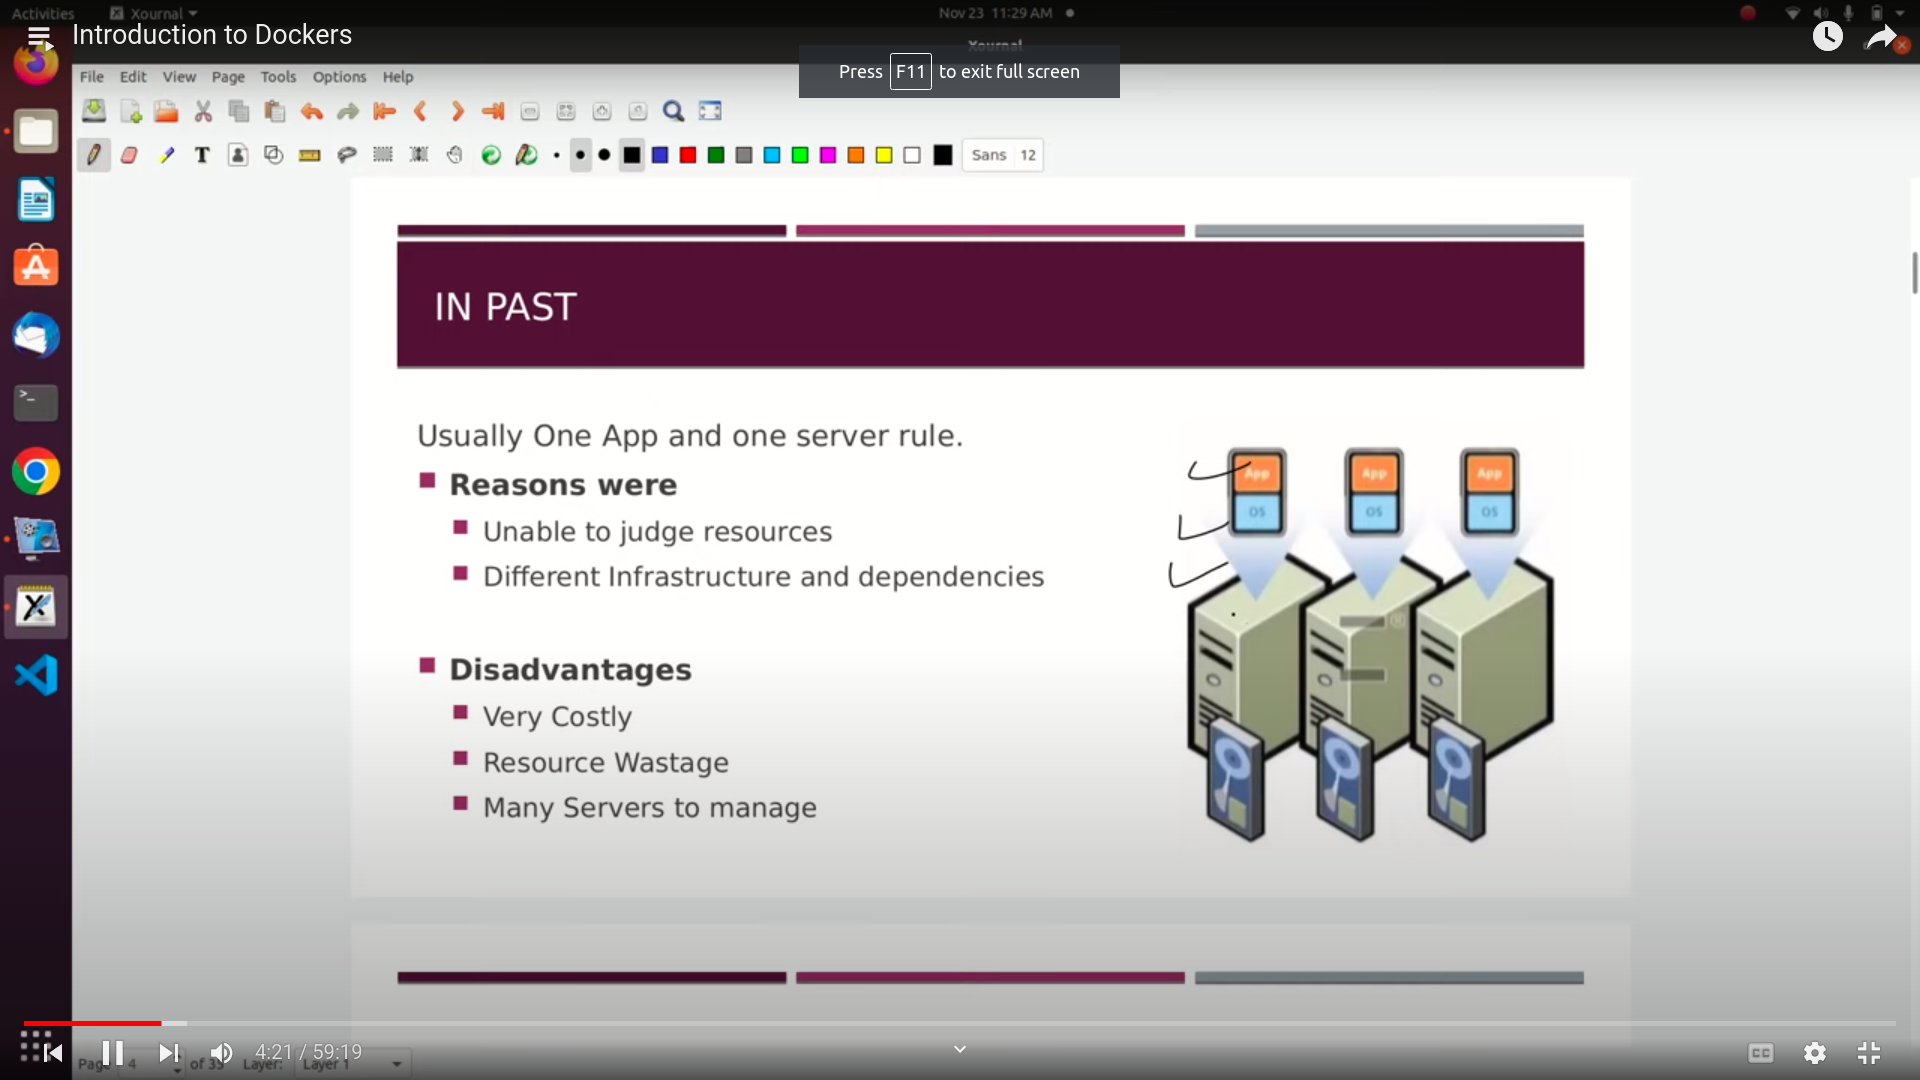 Activities Xournal Nov 23 11:29 AM
Introduction to Dockers
Xournal
Press F11 to exit full screen
File Edit View Page Tools Options Help
T Sans 12
IN PAST
Usually One App and one server rule.
Reasons were
Unable to judge resources
Different Infrastructure and dependencies
Disadvantages
Very Costly
Resource Wastage
Many Servers to manage
App App App
OS OS OS
4:21 / 59:19
Page 4 of 35 Layer: Layer 1
CC